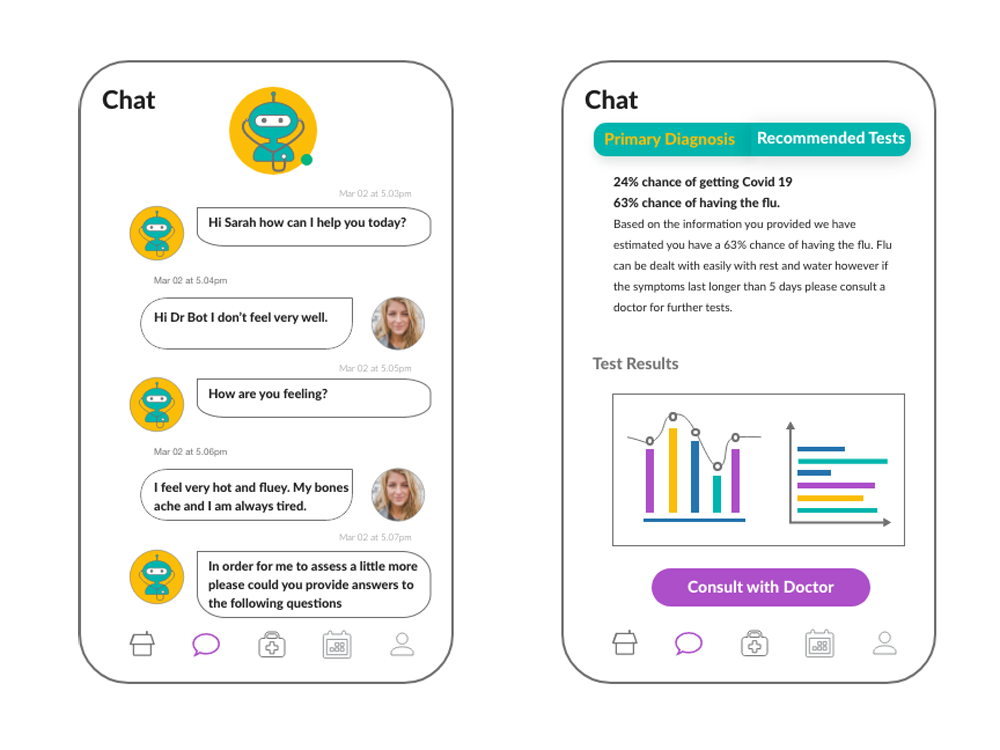 Chat
Mar 02 at 5.03pm
Hi Sarah how can I help you today?
Mar 02 at 5.04pm
Hi Dr Bot I don't feel very well.
Mar 02 at 5.05pm
How are you feeling?
Mar 02 at 5.06pm
I feel very hot and fluey. My bones
ache and I am always tired.
Mar 02 at 5.07pm
In order for me to assess a little more
please could you provide answers to
the following questions
Chat
Primary Diagnosis
Recommended Tests
24% chance of getting Covid 19
63% chance of having the flu.
Based on the information you provided we have
estimated you have a 63% chance of having the flu. Flu
can be dealt with easily with rest and water however if
the symptoms last longer than 5 days please consult a
doctor for further tests.
Test Results
Consult with Doctor